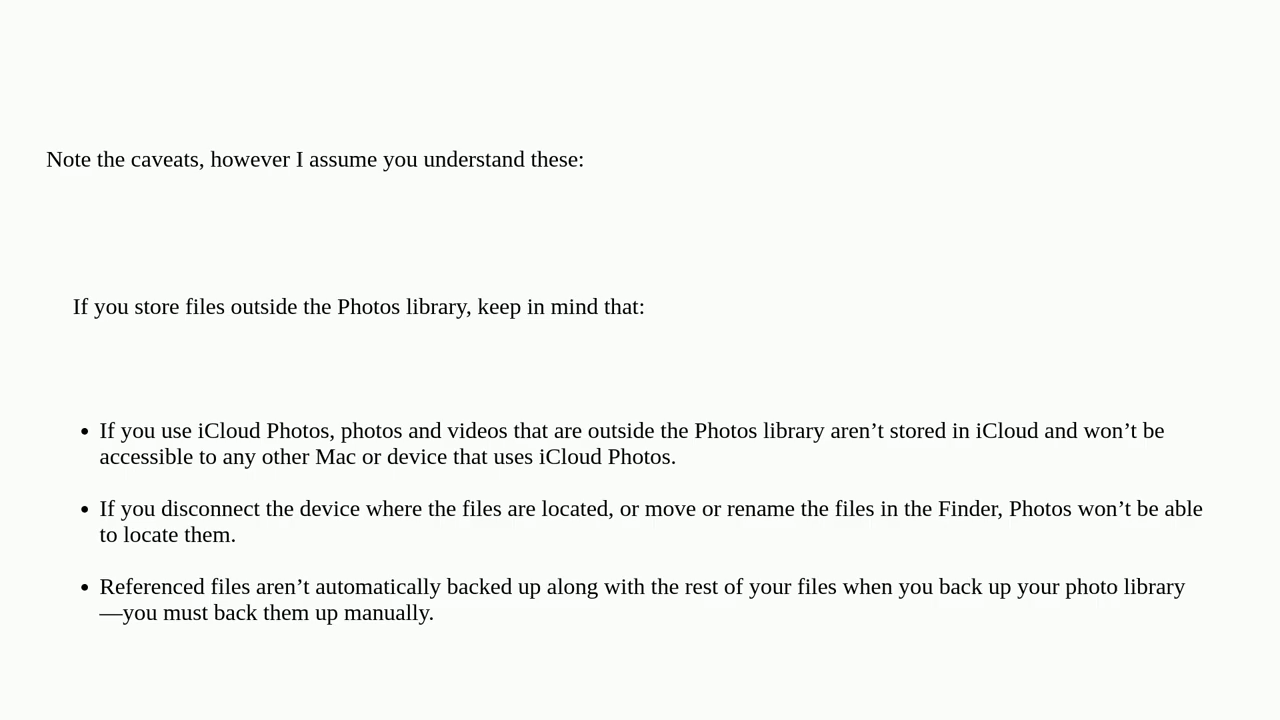 Note the caveats, however I assume you understand these:
If you store files outside the Photos library, keep in mind that:
• If you use iCloud Photos, photos and videos that are outside the Photos library aren’t stored in iCloud and won’t be
accessible to any other Mac or device that uses iCloud Photos.
• If you disconnect the device where the files are located, or move or rename the files in the Finder, Photos won’t be able
to locate them.
• Referenced files aren’t automatically backed up along with the rest of your files when you back up your photo library
—you must back them up manually.